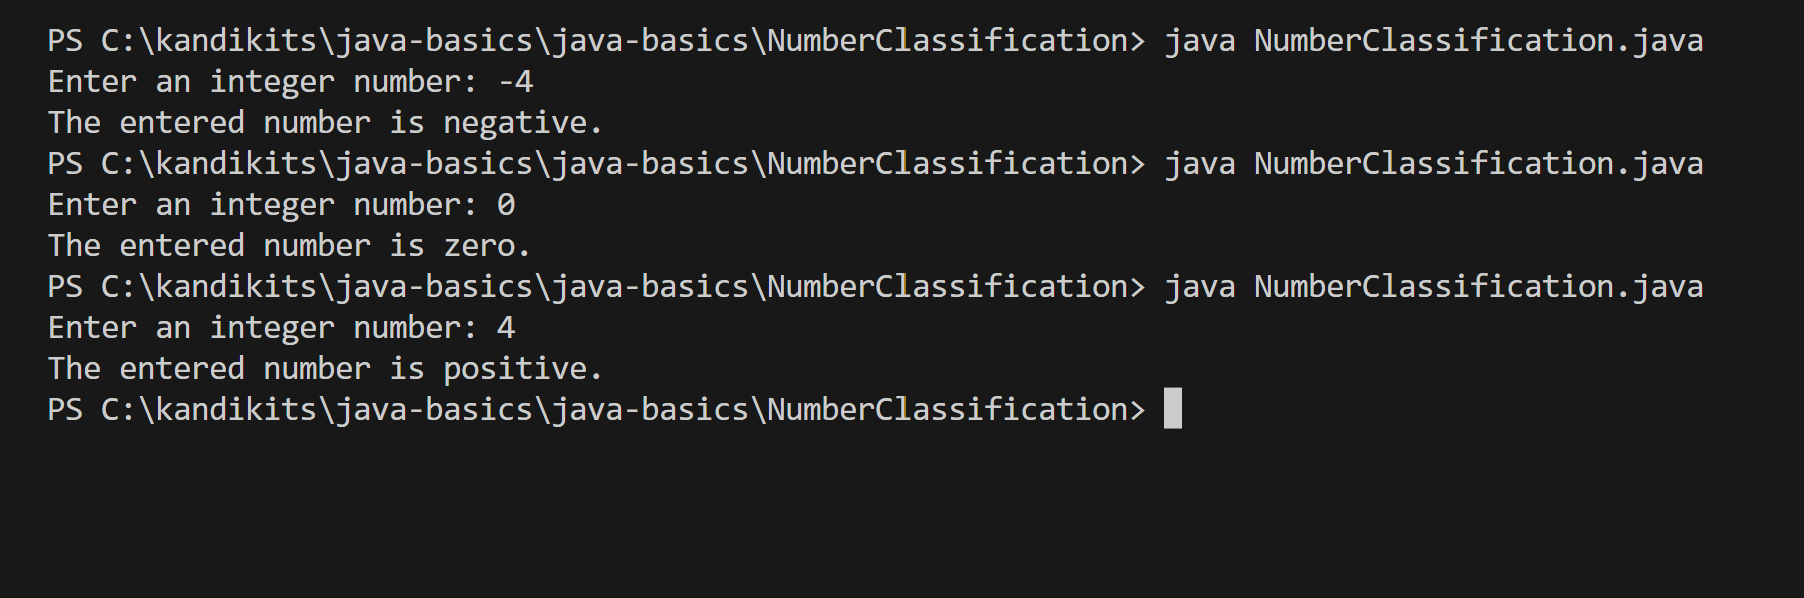 PS C:\kandikits\java-basics\java-basics\NumberClassification> java NumberClassification.java
Enter an integer number: -4
The entered number is negative.
PS C:\kandikits\java-basics\java-basics\NumberClassification> java NumberClassification.java
Enter an integer number: 0
The entered number is zero.
PS C:\kandikits\java-basics\java-basics\NumberClassification> java NumberClassification.java
Enter an integer number: 4
The entered number is positive.
PS C:\kandikits\java-basics\java-basics\NumberClassification>